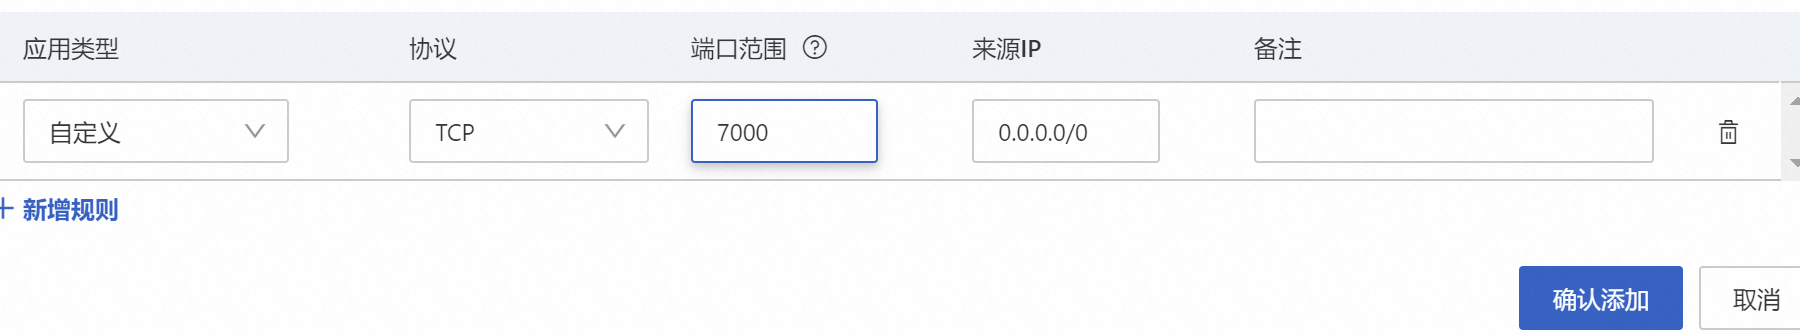 应用类型 协议 端口范围 ? 来源IP 备注
自定义 TCP 7000 0.0.0.0/0
+ 新增规则
确认添加 取消